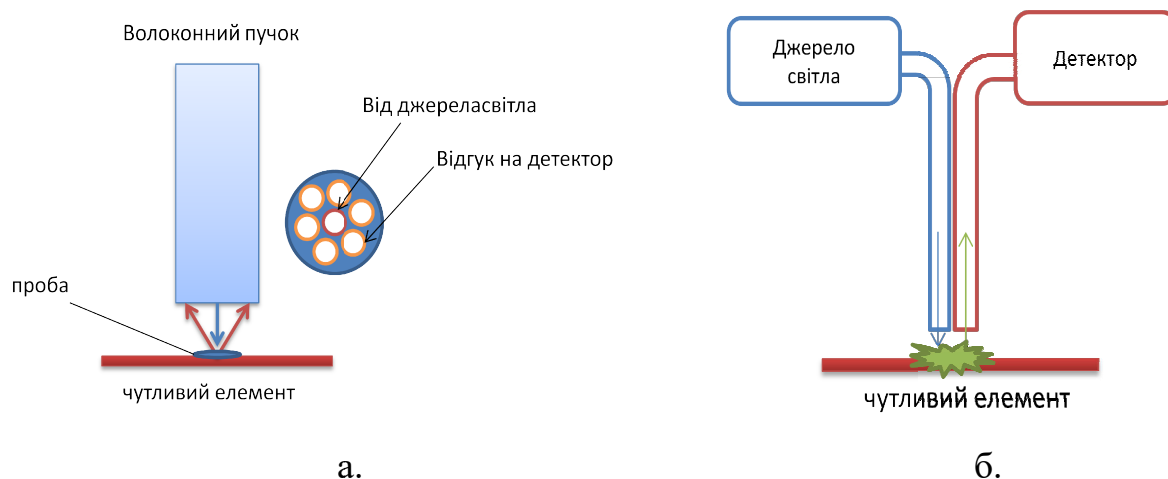 Волоконний пучок
Від джереласвітла
Відгук на детектор
проба
чутливий елемент
а.
Джерело
світла
Детектор
чутливий елемент
б.